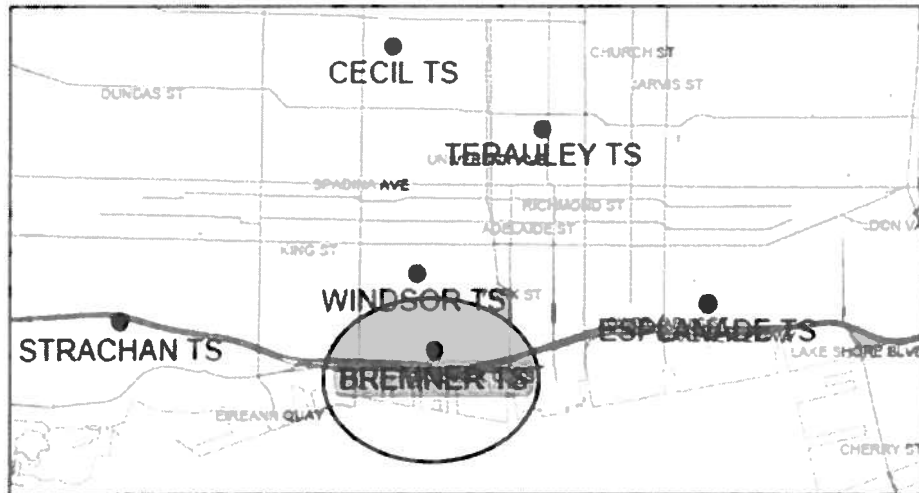 CHURCH ST
CECIL TS
JARVIS ST
DUNDAS ST
TERAULEY TS
SPADINA AVE
RICHMOND ST
ADELAIDE ST
DON
KING ST
WINDSOR TS
ST
ESPLANADE TS
STRACHAN TS
LAKE SHORE BLVD
BREMNER TS
EIREANN QUAY
CHERRY ST